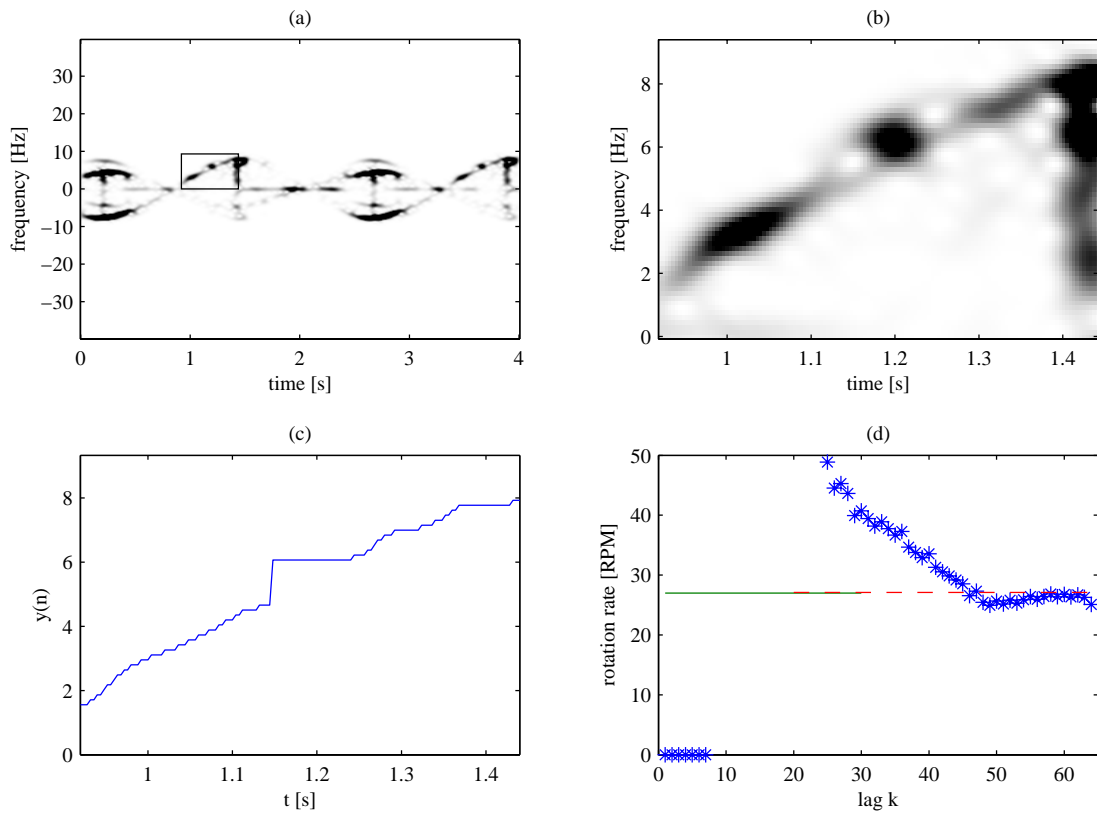 (a)
frequency [Hz]
30
20
10
0
−10
−20
−30
0 1 2 3 4
time [s]
(b)
frequency [Hz]
8
6
4
2
0
1 1.1 1.2 1.3 1.4
time [s]
(c)
y(n)
8
6
4
2
0
1 1.1 1.2 1.3 1.4
t [s]
(d)
rotation rate [RPM]
50
40
30
20
10
0
0 10 20 30 40 50 60
lag k